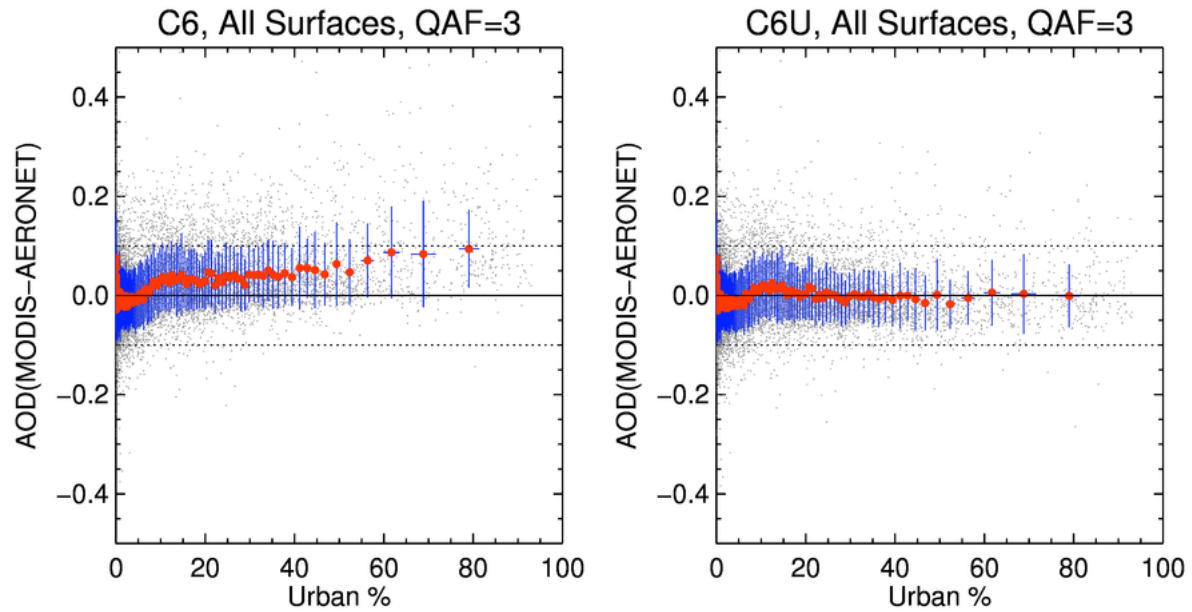 C6, All Surfaces, QAF=3
AOD(MODIS-AERONET)
0.4
0.2
0.0
−0.2
−0.4
0 20 40 60 80 100
Urban %
C6U, All Surfaces, QAF=3
AOD(MODIS-AERONET)
0.4
0.2
0.0
−0.2
−0.4
0 20 40 60 80 100
Urban %